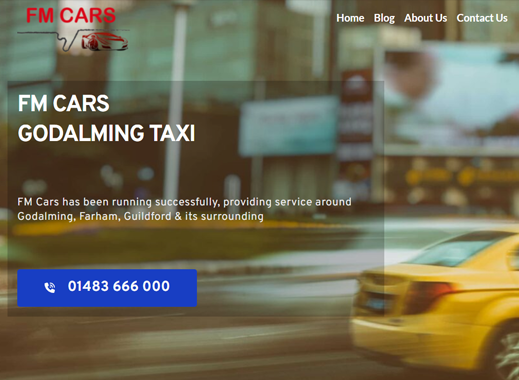 FM CARS
Home Blog About Us Contact Us
FM CARS
GODALMING TAXI
FM Cars has been running successfully, providing service around
Godalming, Farham, Guildford & its surrounding
01483 666 000